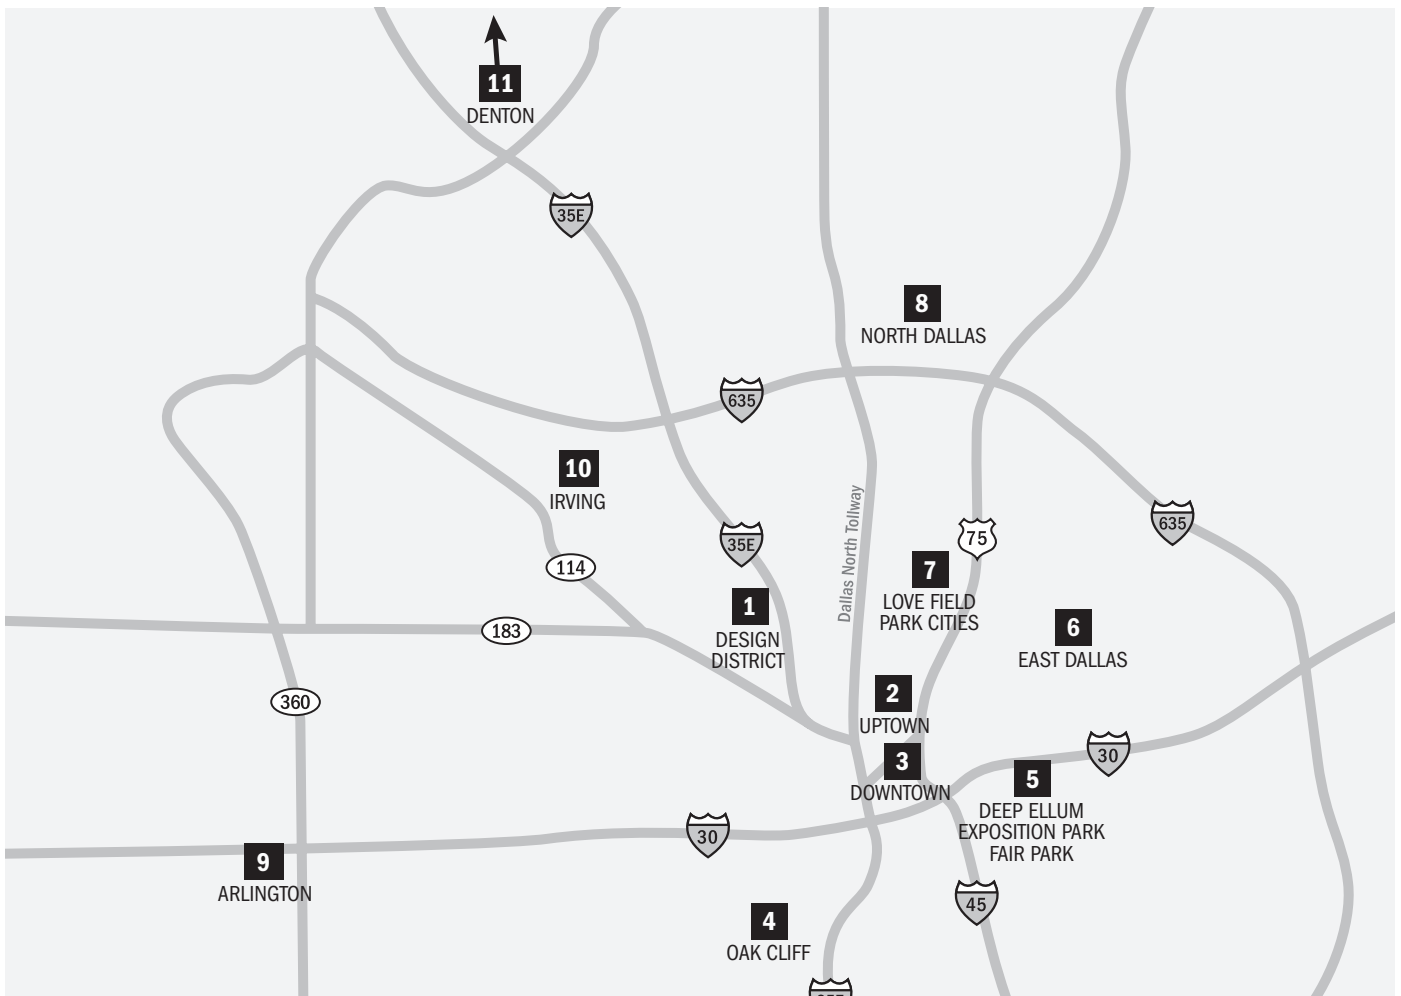 11
DENTON
35E
8
NORTH DALLAS
635
10
IRVING
Dallas North Tollway
635
35E
75
114
7
LOVE FIELD
PARK CITIES
1
DESIGN
DISTRICT
183
6
EAST DALLAS
360
2
UPTOWN
3
DOWNTOWN
30
5
DEEP ELLUM
EXPOSITION PARK
FAIR PARK
30
9
ARLINGTON
45
4
OAK CLIFF